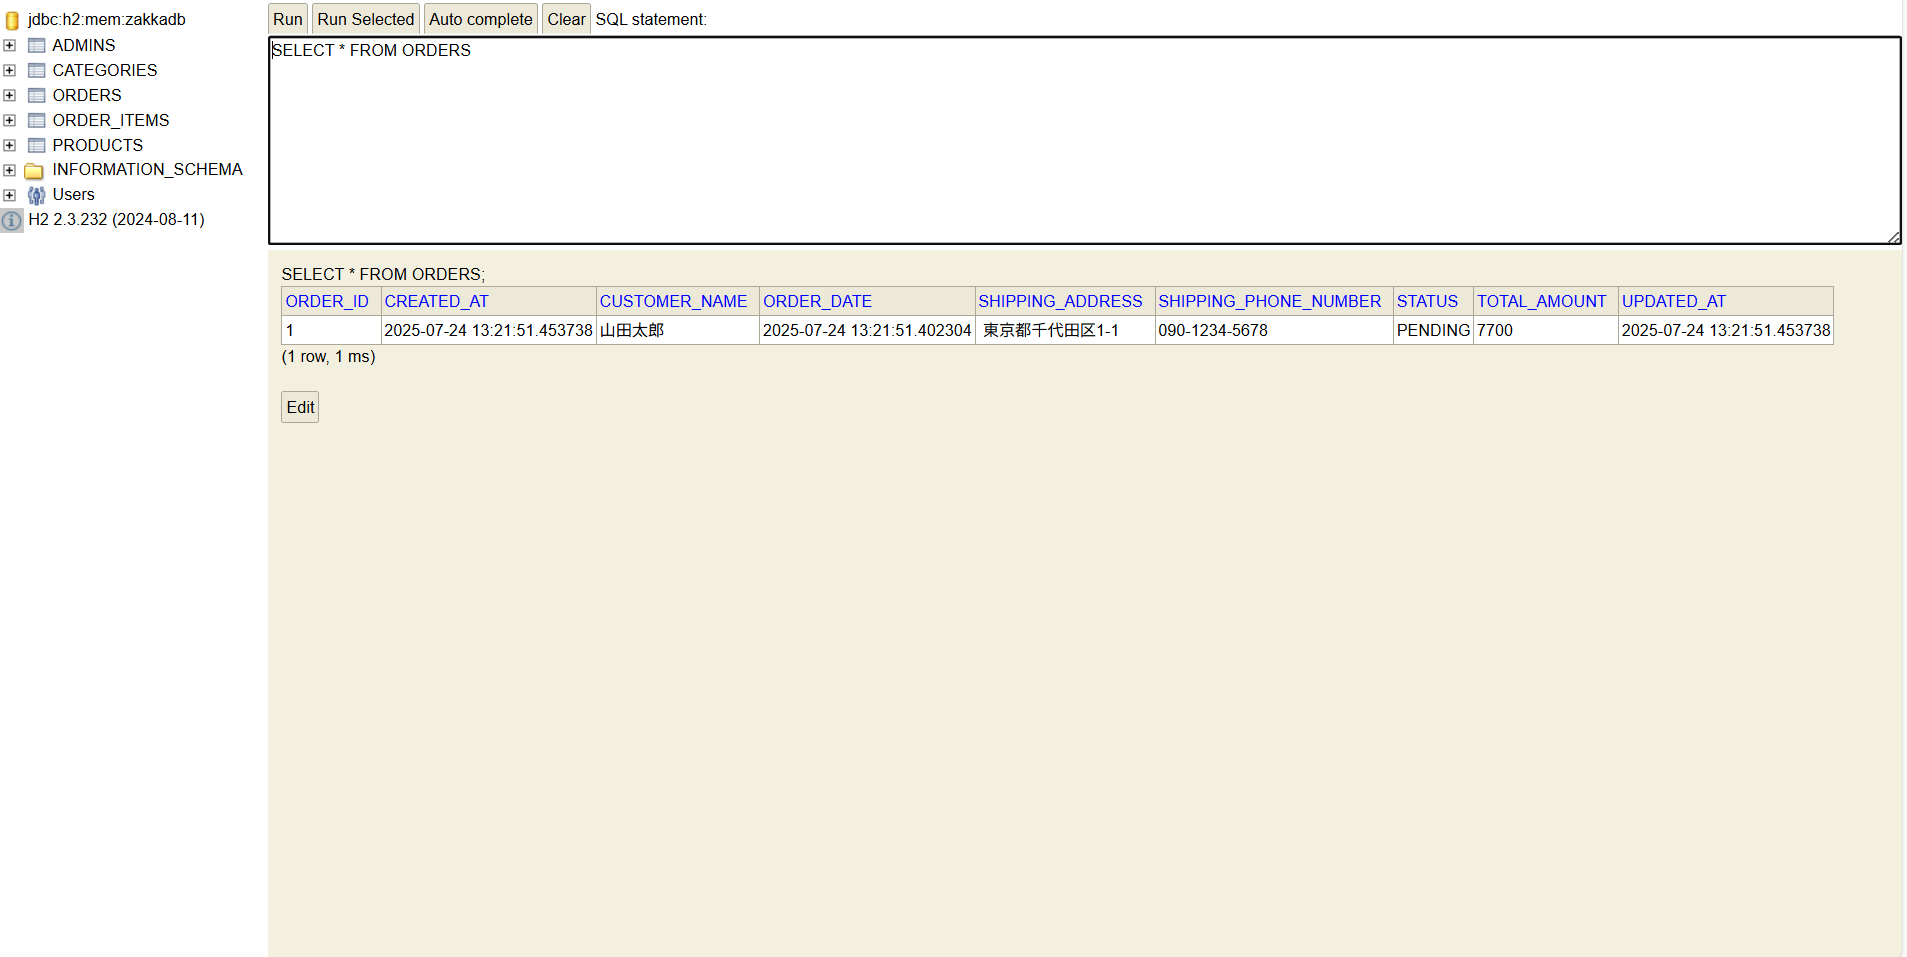 jdbc:h2:mem:zakkadb
ADMINS
CATEGORIES
ORDERS
ORDER_ITEMS
PRODUCTS
INFORMATION_SCHEMA
Users
H2 2.3.232 (2024-08-11)
Run Run Selected Auto complete Clear SQL statement:
SELECT * FROM ORDERS
SELECT * FROM ORDERS;
ORDER_ID CREATED_AT CUSTOMER_NAME ORDER_DATE SHIPPING_ADDRESS SHIPPING_PHONE_NUMBER STATUS TOTAL_AMOUNT UPDATED_AT
1 2025-07-24 13:21:51.453738 山田太郎 2025-07-24 13:21:51.402304 東京都千代田区1-1 090-1234-5678 PENDING 7700 2025-07-24 13:21:51.453738
(1 row, 1 ms)
Edit